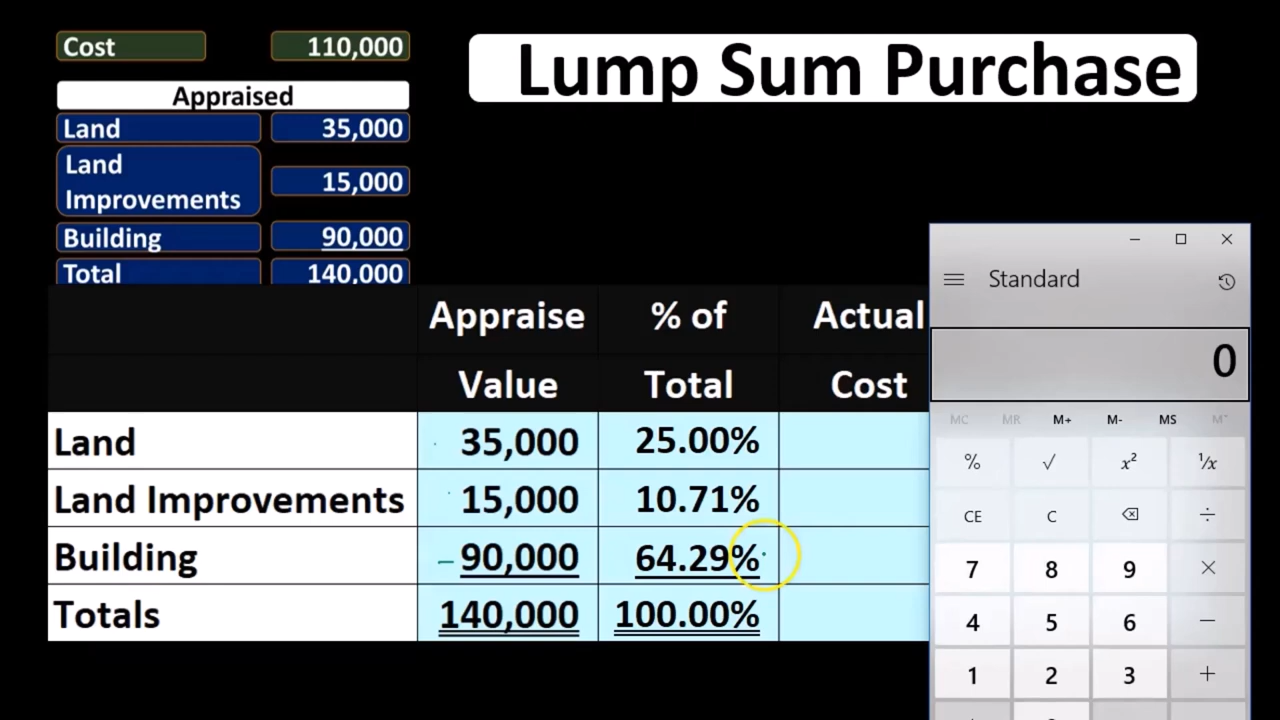 Cost 110,000
Lump Sum Purchase
Appraised
Land 35,000
Land
Improvements 15,000
Building 90,000
Total 140,000
Appraise % of Actual
Value Total Cost
Land 35,000 25.00%
Land Improvements 15,000 10.71%
Building 90,000 64.29%
Totals 140,000 100.00%
Standard
0
MC MR M+ M- MS M˅
% √ x² ¹/x
CE C ÷
7 8 9 ×
4 5 6 −
1 2 3 +